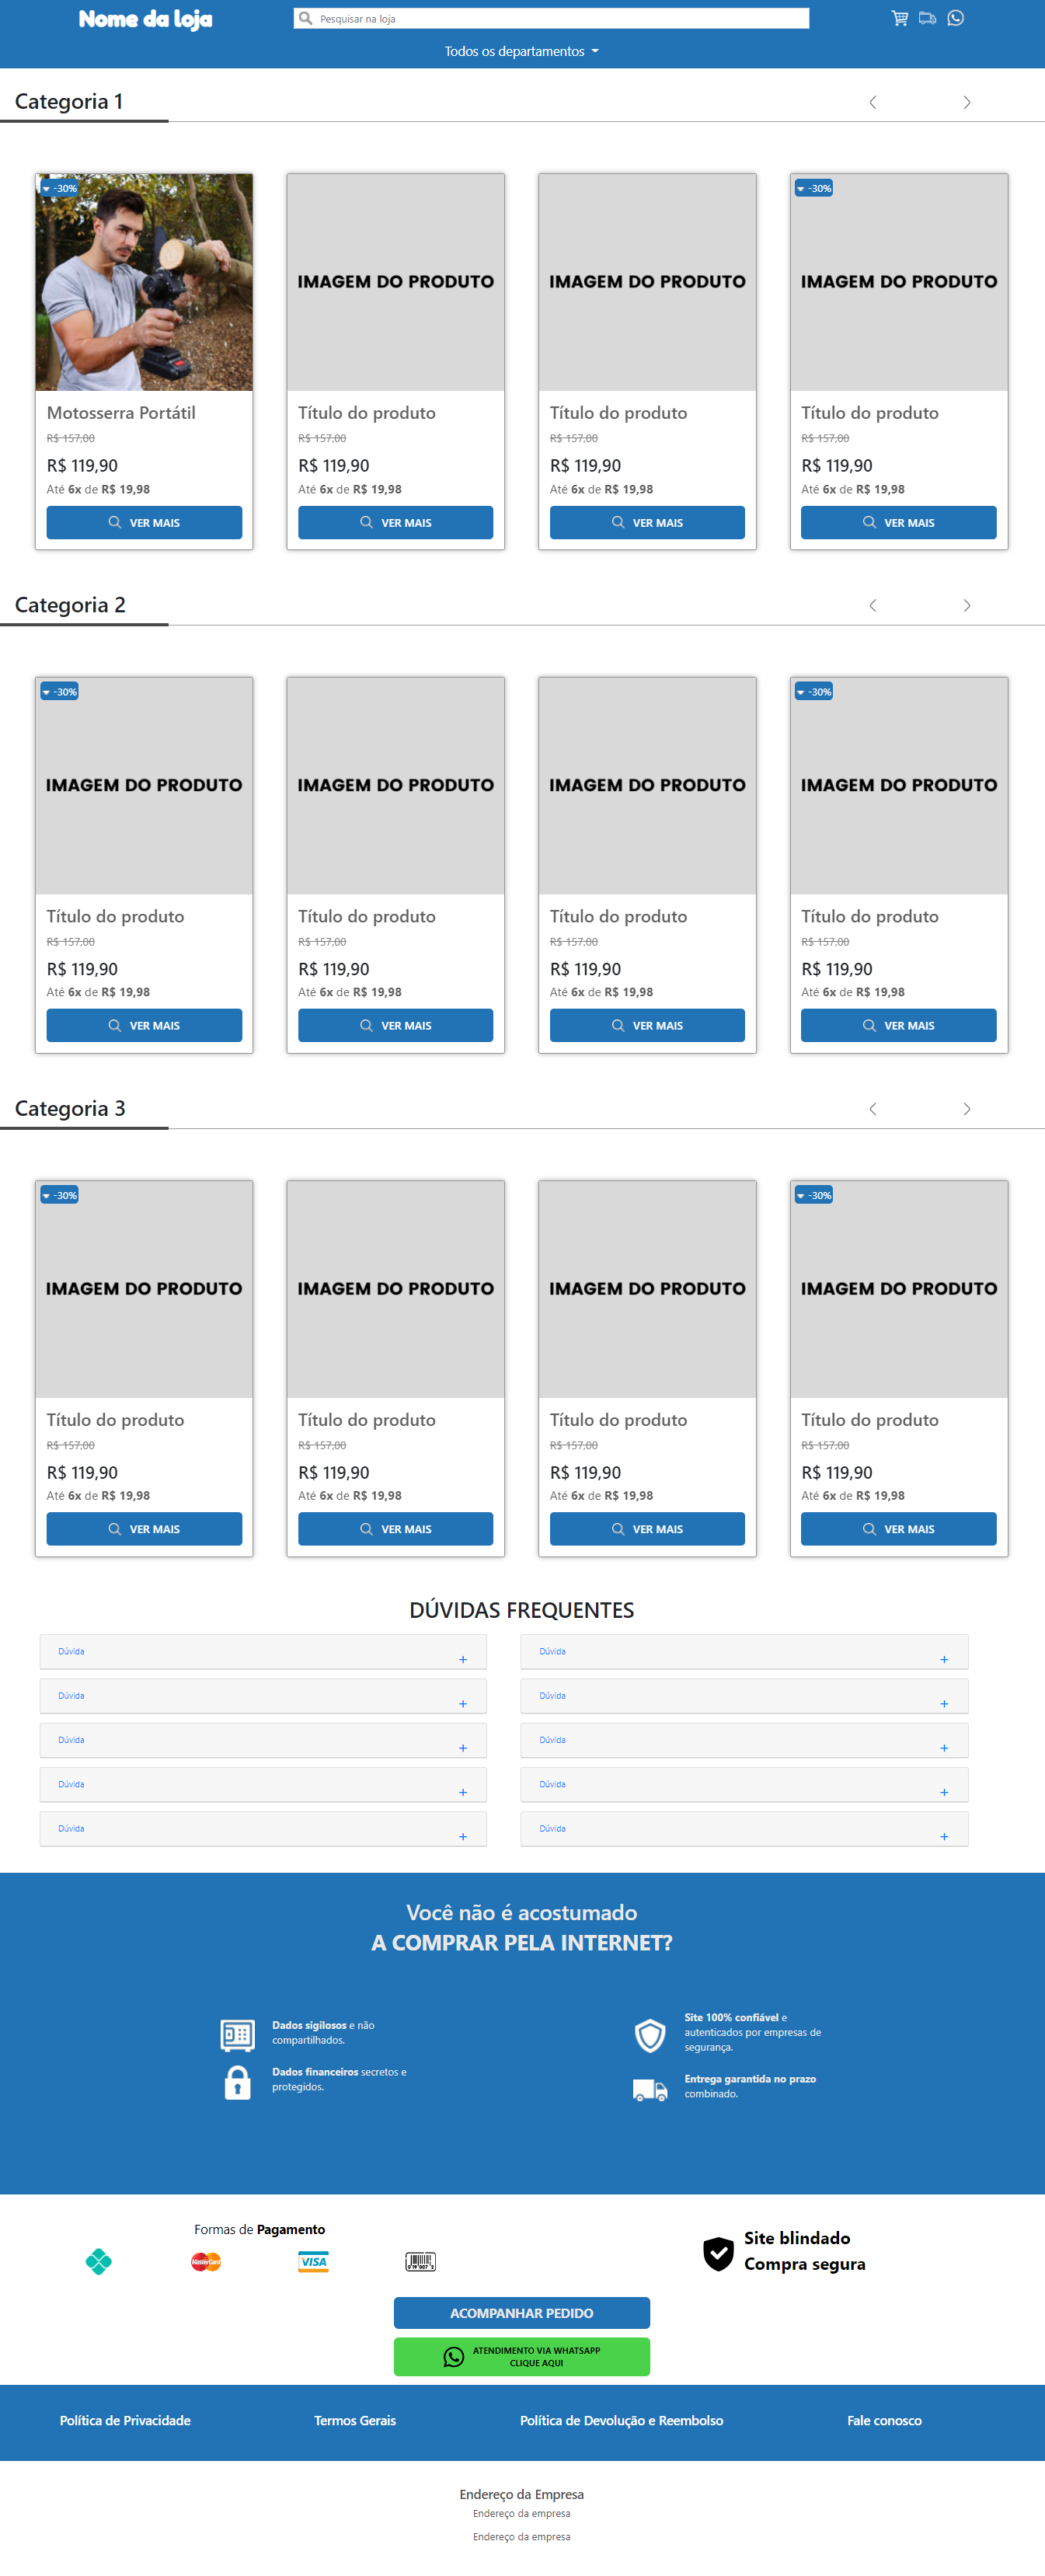 Nome da loja
Pesquisar na loja
Todos os departamentos
Categoria 1
-30%
-30%
IMAGEM DO PRODUTO IMAGEM DO PRODUTO IMAGEM DO PRODUTO
Motosserra Portátil Título do produto Título do produto Título do produto
R$ 157,00 R$ 157,00 R$ 157,00 R$ 157,00
R$ 119,90 R$ 119,90 R$ 119,90 R$ 119,90
Até 6x de R$ 19,98 Até 6x de R$ 19,98 Até 6x de R$ 19,98 Até 6x de R$ 19,98
VER MAIS VER MAIS VER MAIS VER MAIS
Categoria 2
-30% -30%
IMAGEM DO PRODUTO IMAGEM DO PRODUTO IMAGEM DO PRODUTO IMAGEM DO PRODUTO
Título do produto Título do produto Título do produto Título do produto
R$ 157,00 R$ 157,00 R$ 157,00 R$ 157,00
R$ 119,90 R$ 119,90 R$ 119,90 R$ 119,90
Até 6x de R$ 19,98 Até 6x de R$ 19,98 Até 6x de R$ 19,98 Até 6x de R$ 19,98
VER MAIS VER MAIS VER MAIS VER MAIS
Categoria 3
-30% -30%
IMAGEM DO PRODUTO IMAGEM DO PRODUTO IMAGEM DO PRODUTO IMAGEM DO PRODUTO
Título do produto Título do produto Título do produto Título do produto
R$ 157,00 R$ 157,00 R$ 157,00 R$ 157,00
R$ 119,90 R$ 119,90 R$ 119,90 R$ 119,90
Até 6x de R$ 19,98 Até 6x de R$ 19,98 Até 6x de R$ 19,98 Até 6x de R$ 19,98
VER MAIS VER MAIS VER MAIS VER MAIS
DÚVIDAS FREQUENTES
Dúvida + Dúvida +
Dúvida + Dúvida +
Dúvida + Dúvida +
Dúvida + Dúvida +
Dúvida + Dúvida +
Você não é acostumado
A COMPRAR PELA INTERNET?
Dados sigilosos e não
compartilhados.
Dados financeiros secretos e
protegidos.
Site 100% confiável e
autenticados por empresas de
segurança.
Entrega garantida no prazo
combinado.
Formas de Pagamento
MasterCard VISA
Site blindado
Compra segura
ACOMPANHAR PEDIDO
ATENDIMENTO VIA WHATSAPP
CLIQUE AQUI
Política de Privacidade Termos Gerais Política de Devolução e Reembolso Fale conosco
Endereço da Empresa
Endereço da empresa
Endereço da empresa